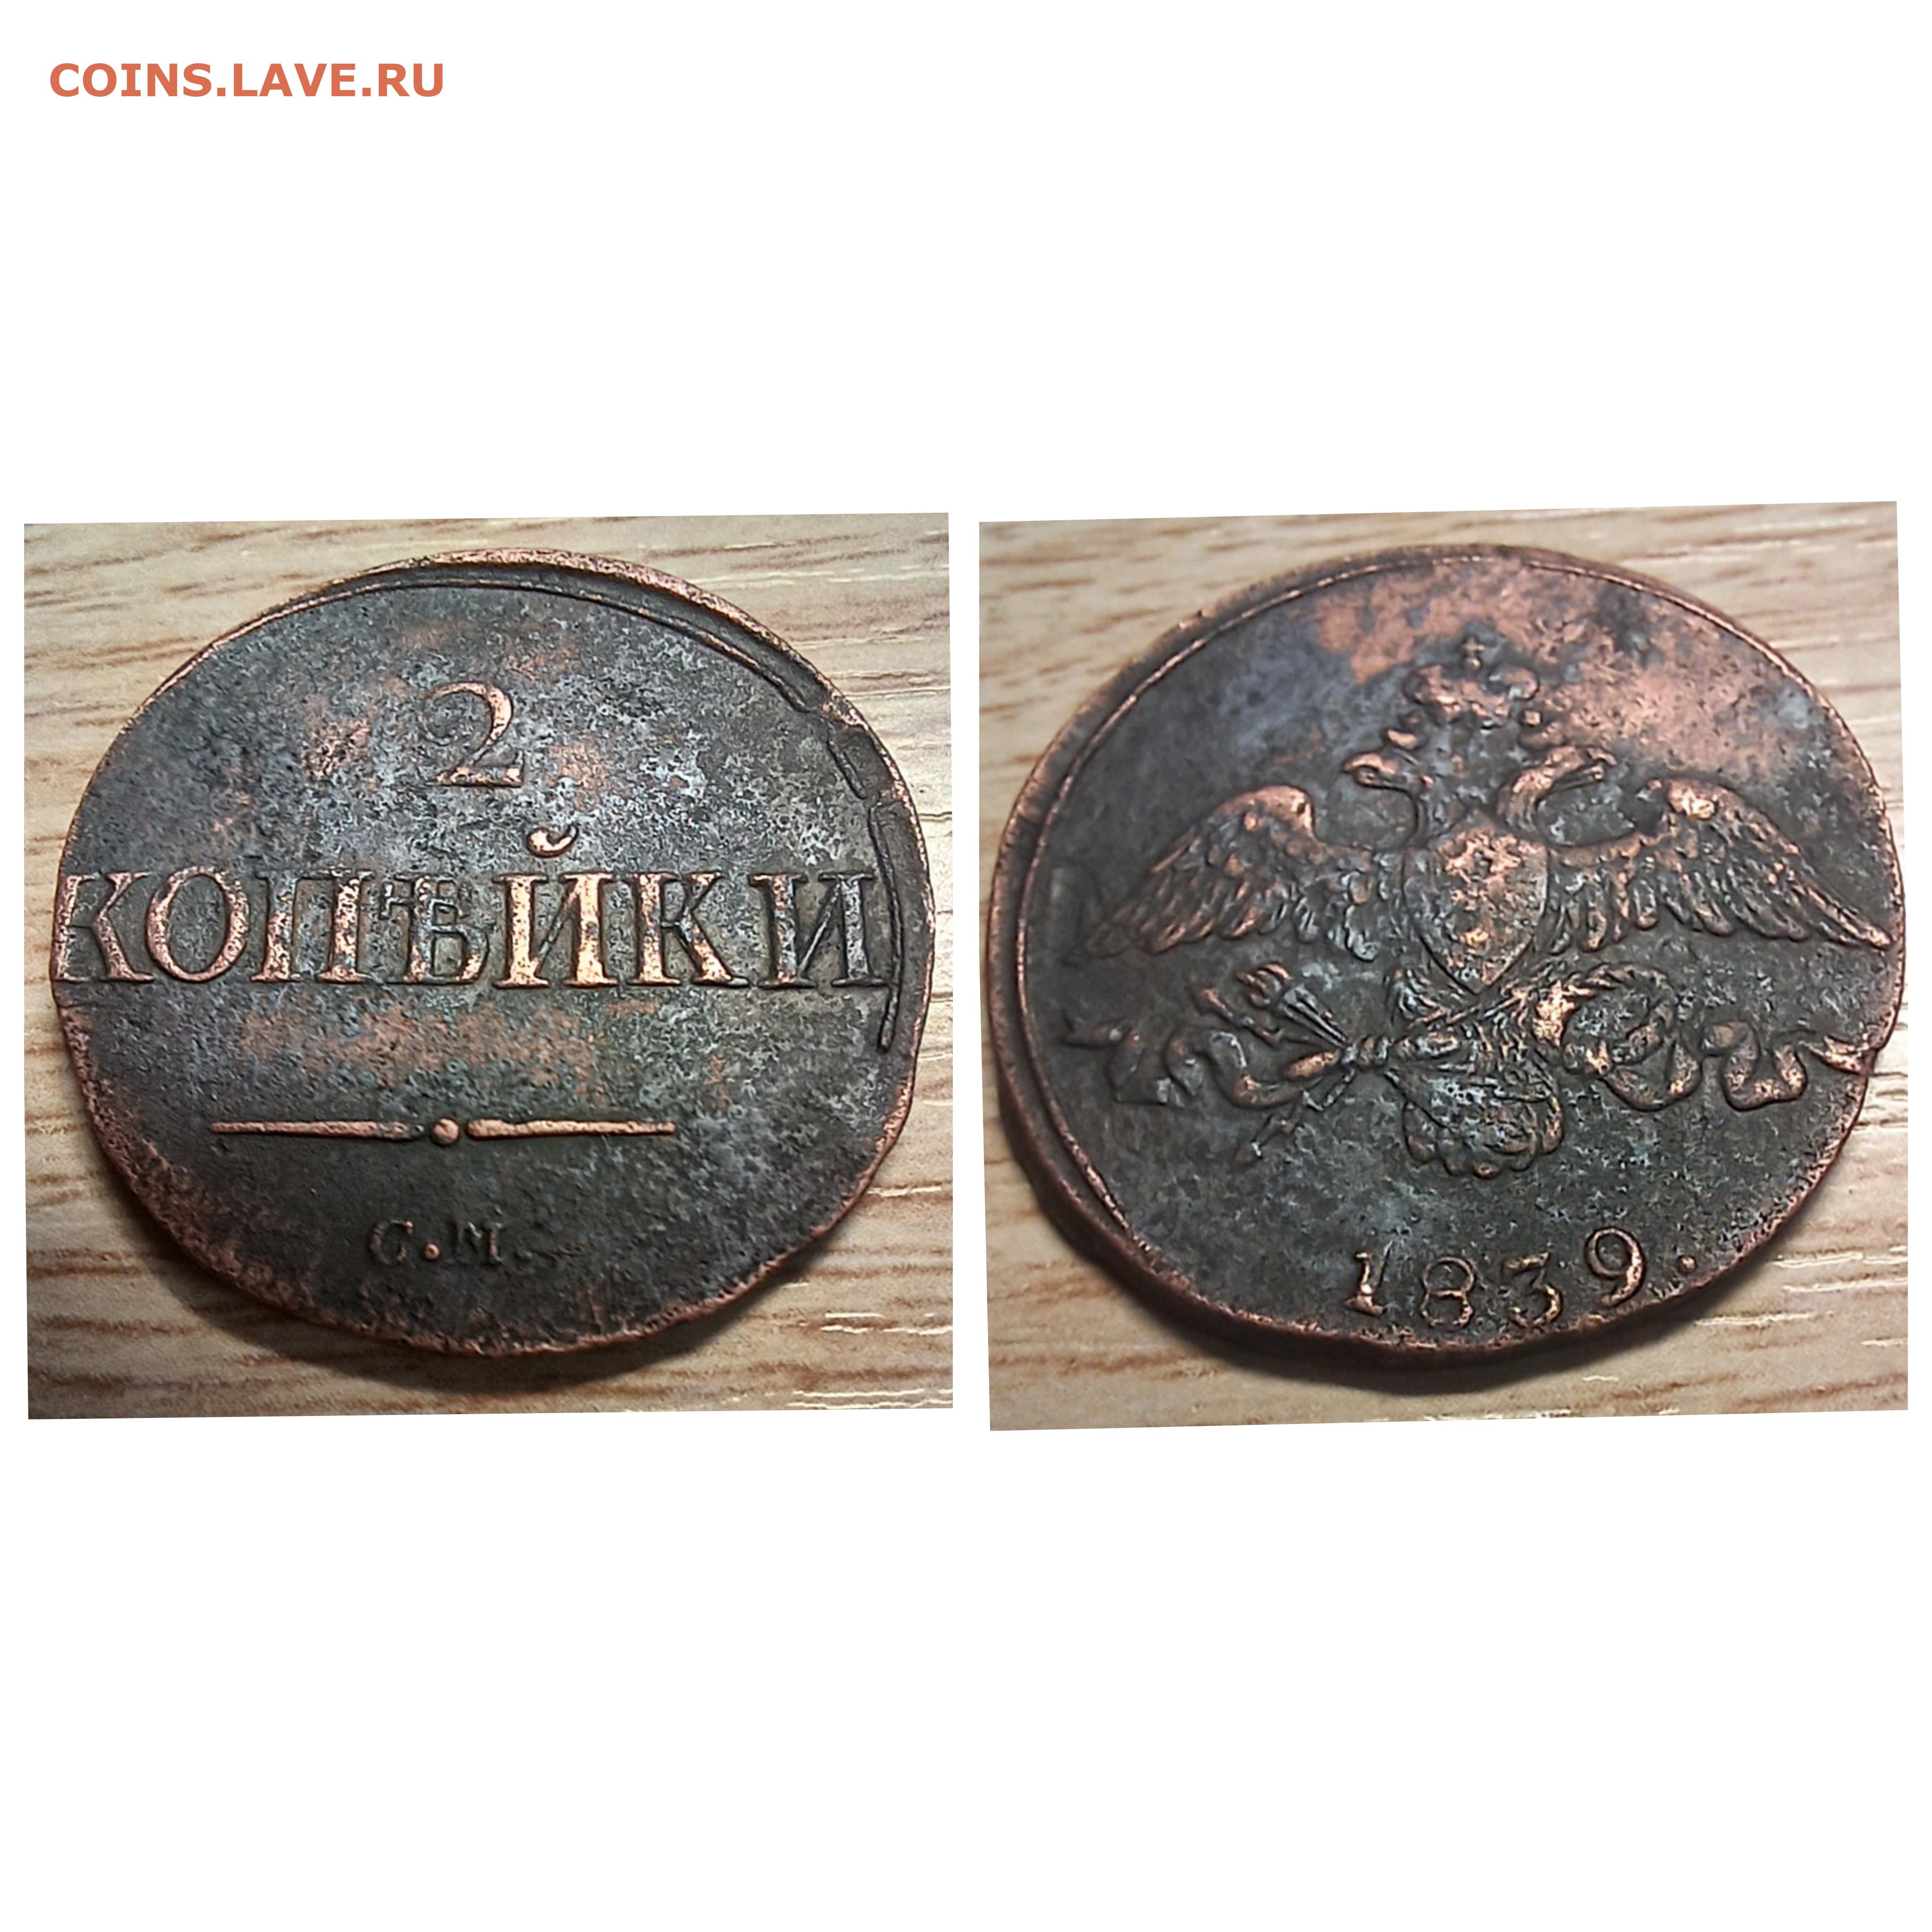 COINS.LAVE.RU
2
КОПѢЙКИ
С.М.
1839.